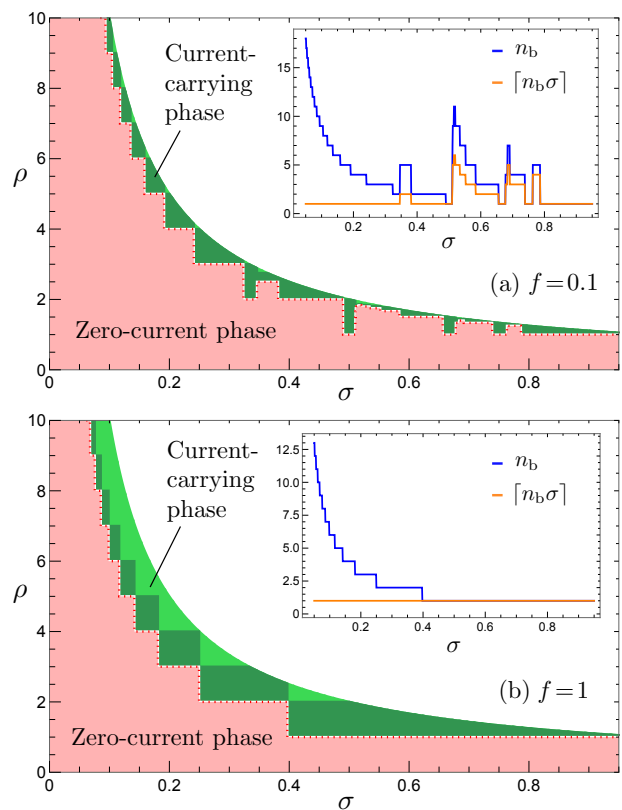 10
8
6
4
2
0
ρ
Current-
carrying
phase
Zero-current phase
(a) f=0.1
0
0.2
0.4
0.6
0.8
σ
15
10
5
1
0.2
0.4
0.6
0.8
σ
n_b
⌈n_bσ⌉
10
8
6
4
2
0
ρ
Current-
carrying
phase
Zero-current phase
(b) f=1
0
0.2
0.4
0.6
0.8
σ
12.5
10.0
7.5
5.0
2.5
0
0.2
0.4
0.6
0.8
σ
n_b
⌈n_bσ⌉